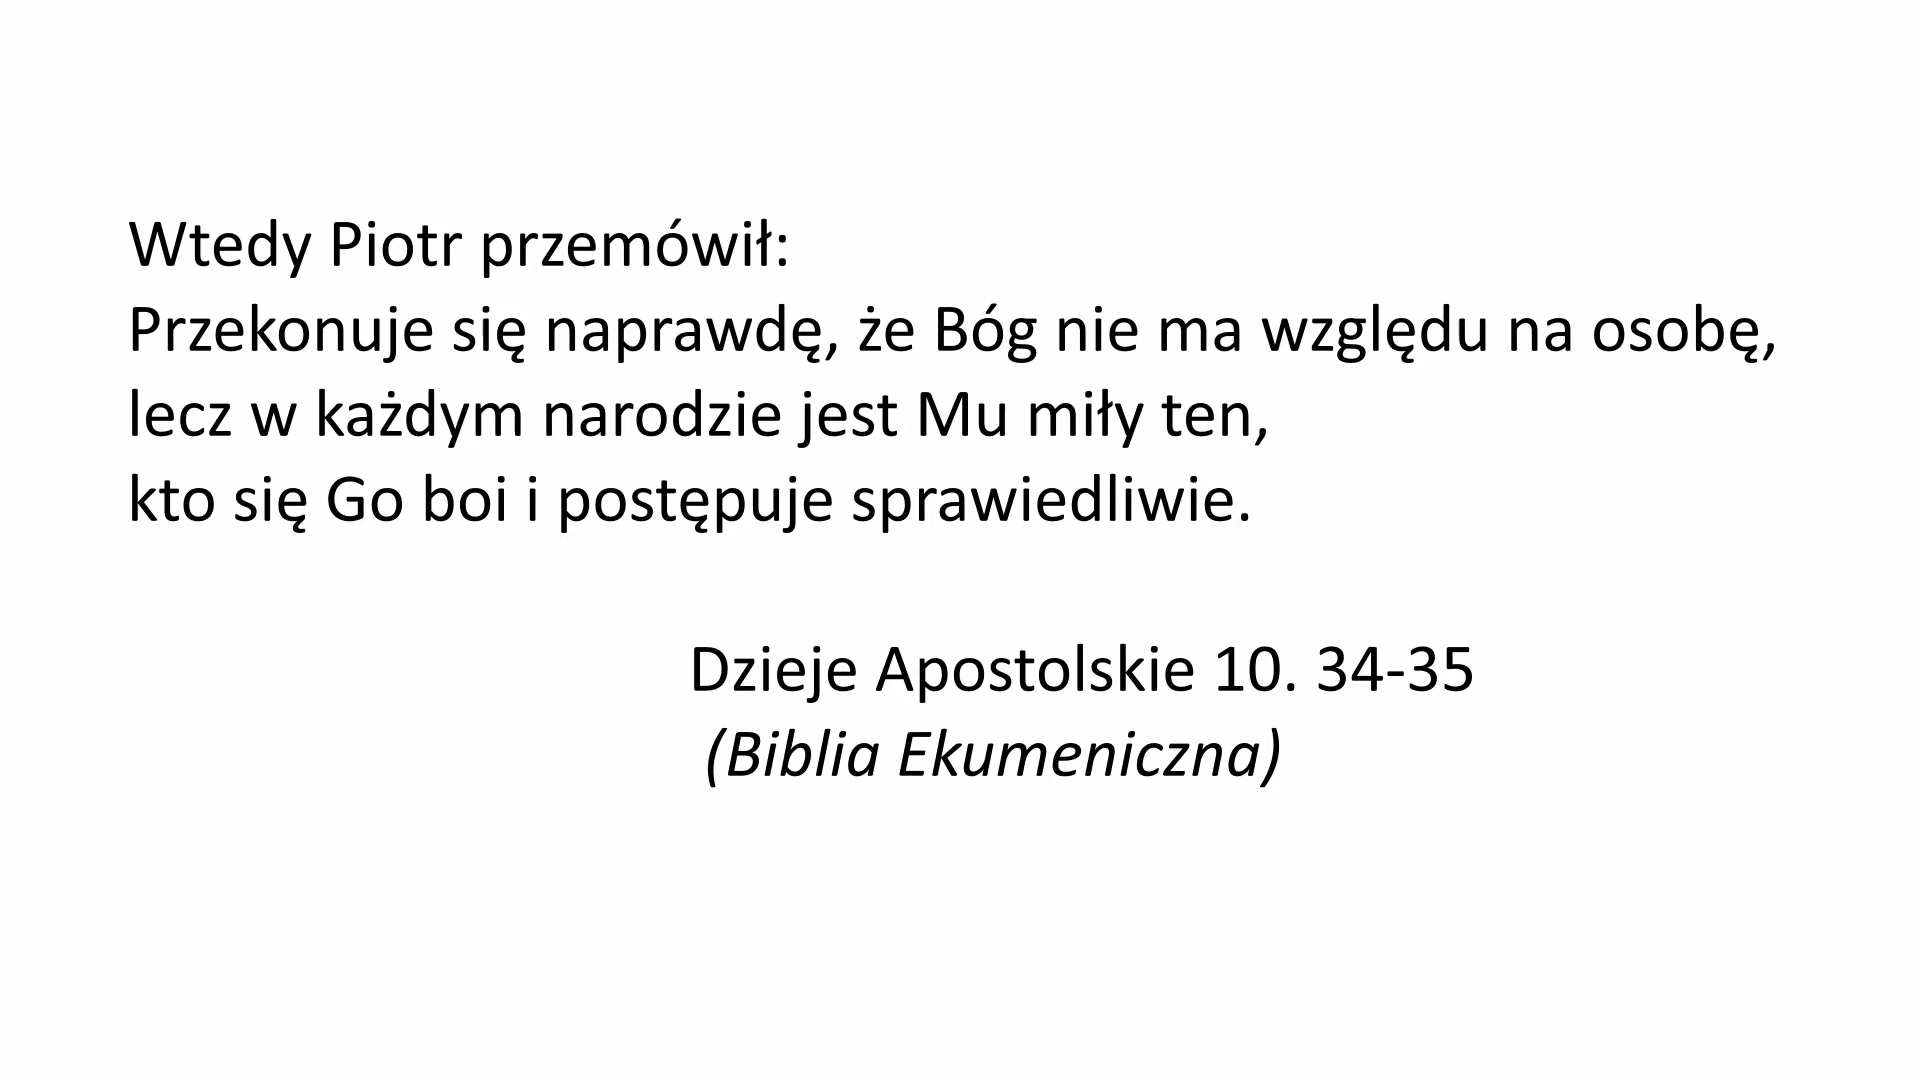 Wtedy Piotr przemówił:
Przekonuje się naprawdę, że Bóg nie ma względu na osobę,
lecz w każdym narodzie jest Mu miły ten,
kto się Go boi i postępuje sprawiedliwie.
Dzieje Apostolskie 10. 34-35
(Biblia Ekumeniczna)